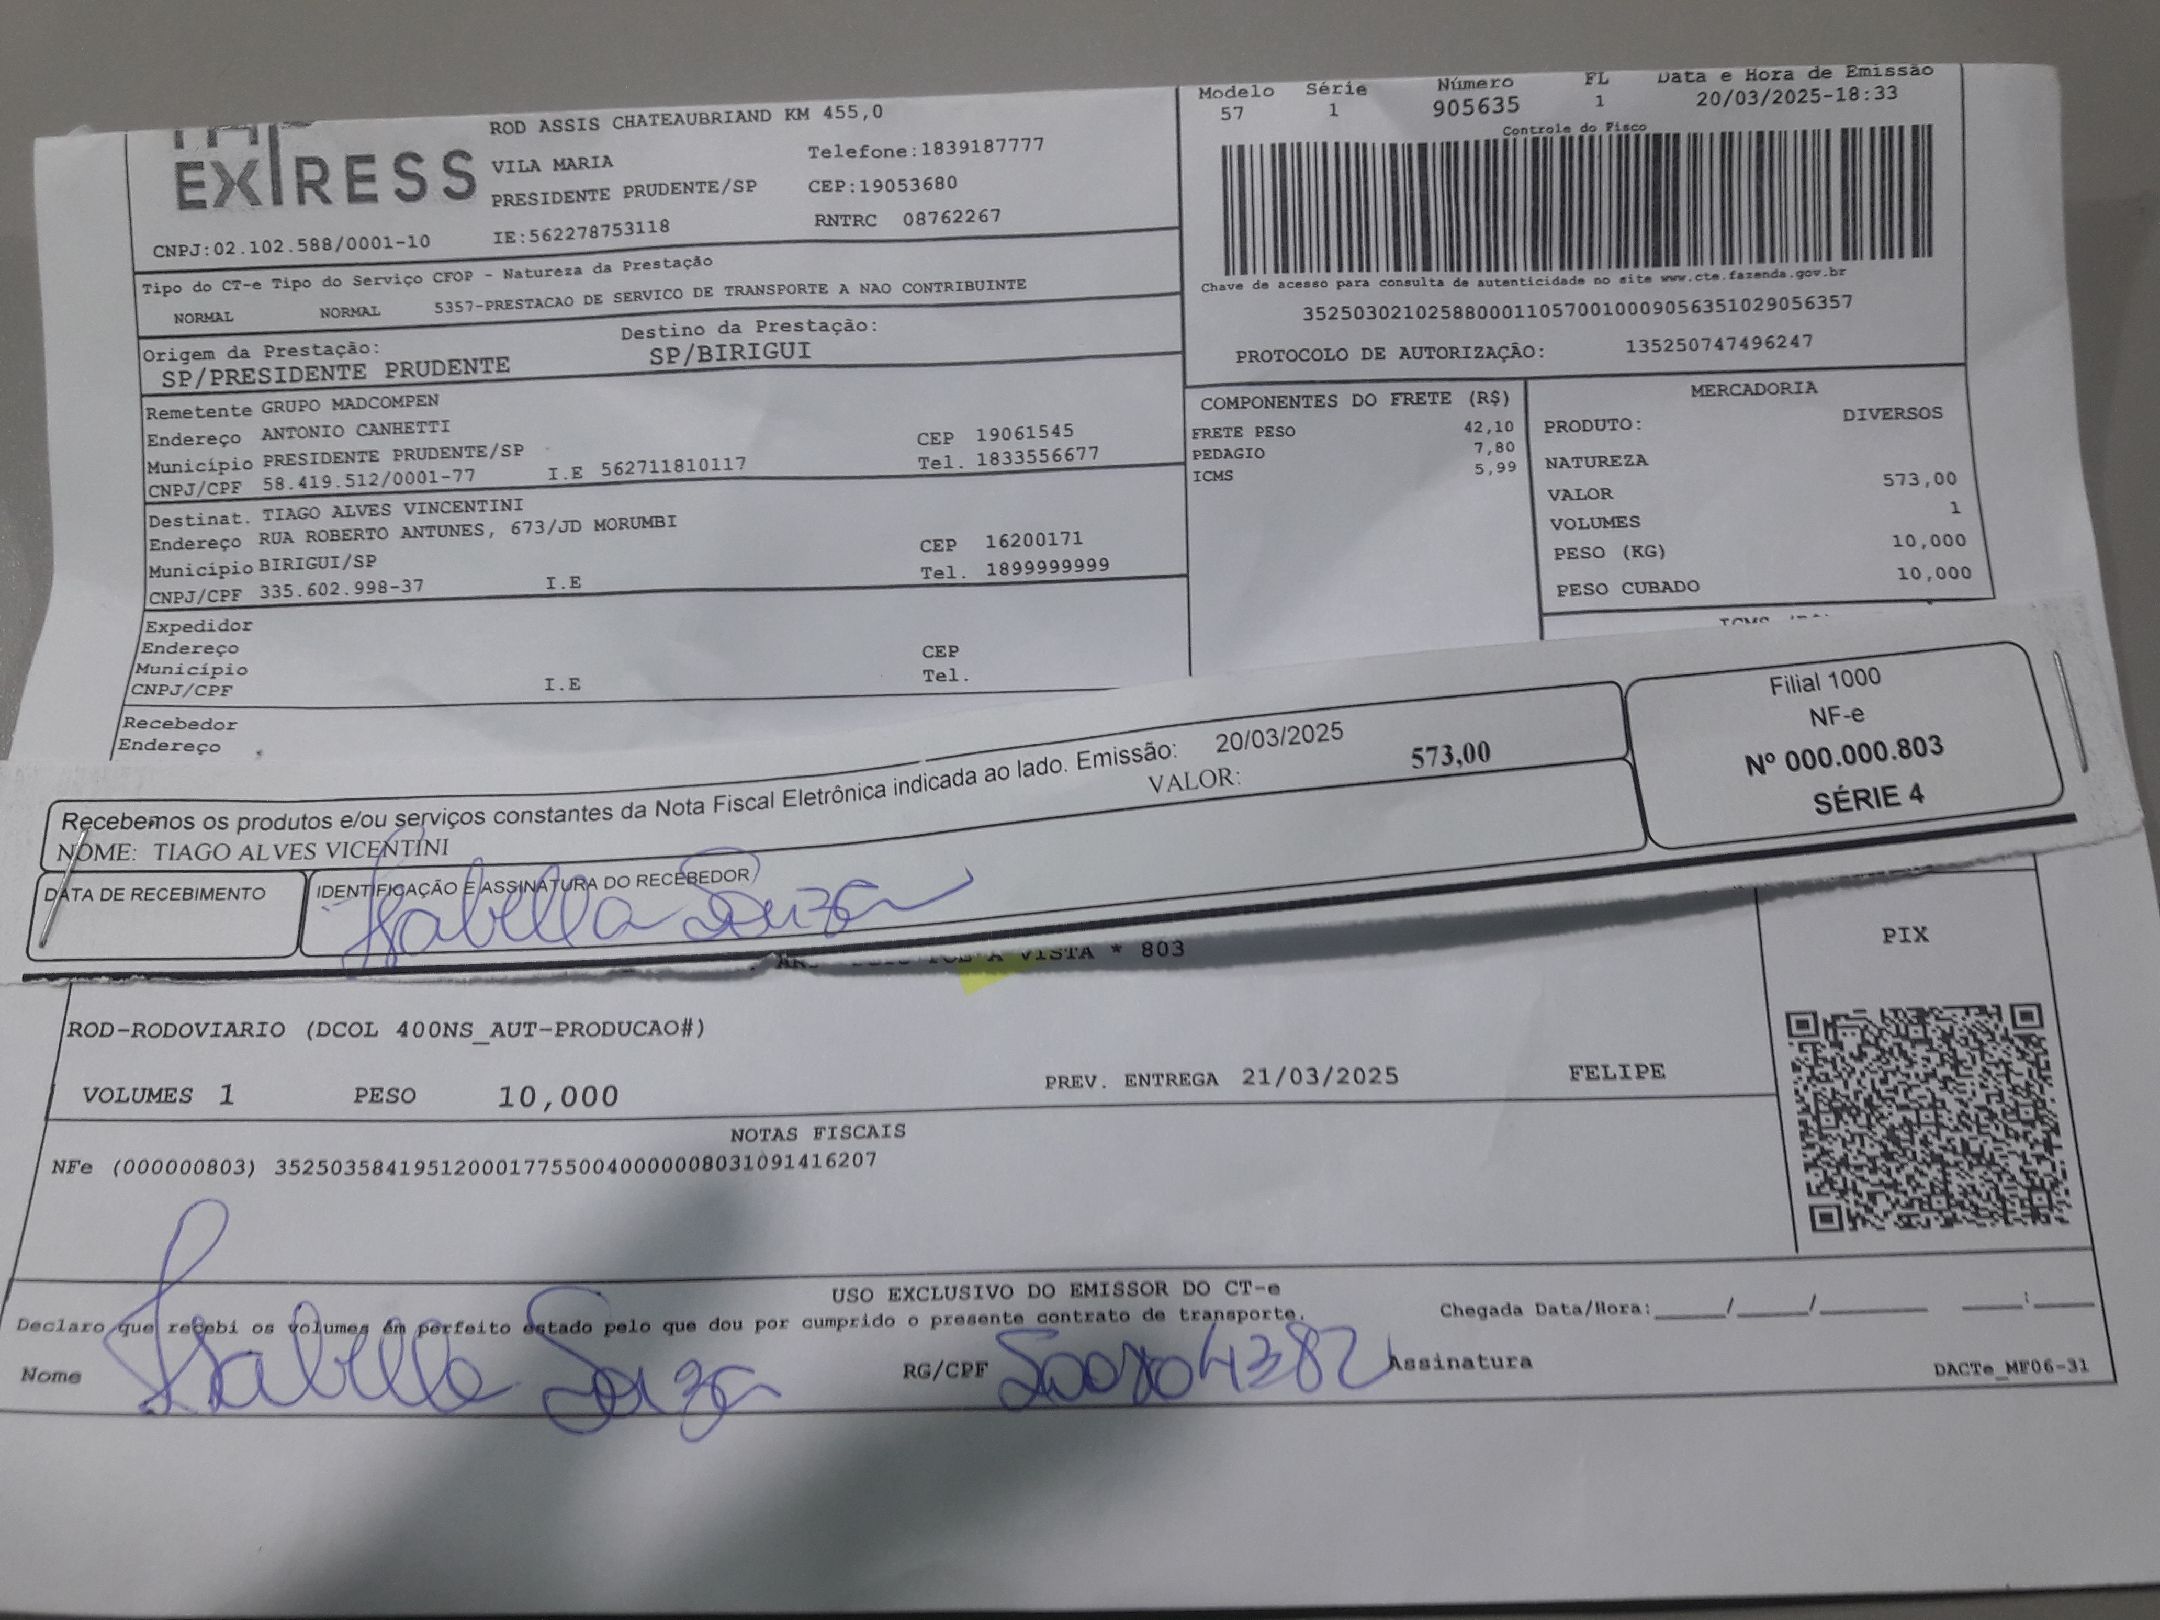 EXPRESS
CNPJ:02.102.588/0001-10
ROD ASSIS CHATEAUBRIAND KM 455,0
VILA MARIA Telefone:1839187777
PRESIDENTE PRUDENTE/SP CEP:19053680
IE:562278753118 RNTRC 08762267
Modelo Série Número FL Data e Hora de Emissão
57 1 905635 1 20/03/2025-18:33
Controle do Fisco
Chave de acesso para consulta de autenticidade no site www.cte.fazenda.gov.br
35250302102588000110570010009056351029056357
PROTOCOLO DE AUTORIZAÇÃO: 135250747496247
Tipo do CT-e Tipo do Serviço CFOP - Natureza da Prestação
NORMAL NORMAL 5357-PRESTACAO DE SERVICO DE TRANSPORTE A NAO CONTRIBUINTE
Origem da Prestação: Destino da Prestação:
SP/PRESIDENTE PRUDENTE SP/BIRIGUI
Remetente GRUPO MADCOMPEN
Endereço ANTONIO CANHETTI CEP 19061545
Município PRESIDENTE PRUDENTE/SP Tel. 1833556677
CNPJ/CPF 58.419.512/0001-77 I.E 562711810117
Destinat. TIAGO ALVES VINCENTINI
Endereço RUA ROBERTO ANTUNES, 673/JD MORUMBI CEP 16200171
Município BIRIGUI/SP Tel. 1899999999
CNPJ/CPF 335.602.998-37 I.E
Expedidor
Endereço CEP
Município Tel.
CNPJ/CPF I.E
Recebedor
Endereço
COMPONENTES DO FRETE (R$)
FRETE PESO 42,10
PEDAGIO 7,80
ICMS 5,99
MERCADORIA
PRODUTO: DIVERSOS
NATUREZA
VALOR 573,00
VOLUMES 1
PESO (KG) 10,000
PESO CUBADO 10,000
Recebemos os produtos e/ou serviços constantes da Nota Fiscal Eletrônica indicada ao lado. Emissão: 20/03/2025
NOME: TIAGO ALVES VICENTINI VALOR: 573,00
DATA DE RECEBIMENTO IDENTIFICAÇÃO E ASSINATURA DO RECEBEDOR
Isabella Souza
Filial 1000
NF-e
Nº 000.000.803
SÉRIE 4
A VISTA * 803
PIX
ROD-RODOVIARIO (DCOL 400NS_AUT-PRODUCAO#)
VOLUMES 1 PESO 10,000 PREV. ENTREGA 21/03/2025 FELIPE
NOTAS FISCAIS
NFe (000000803) 35250358419512000177550040000008031091416207
USO EXCLUSIVO DO EMISSOR DO CT-e
Declaro que recebi os volumes em perfeito estado pelo que dou por cumprido o presente contrato de transporte. Chegada Data/Hora:____/____/______ ___:___
Nome Isabella Souza RG/CPF Assinatura DACTe_MF06-31